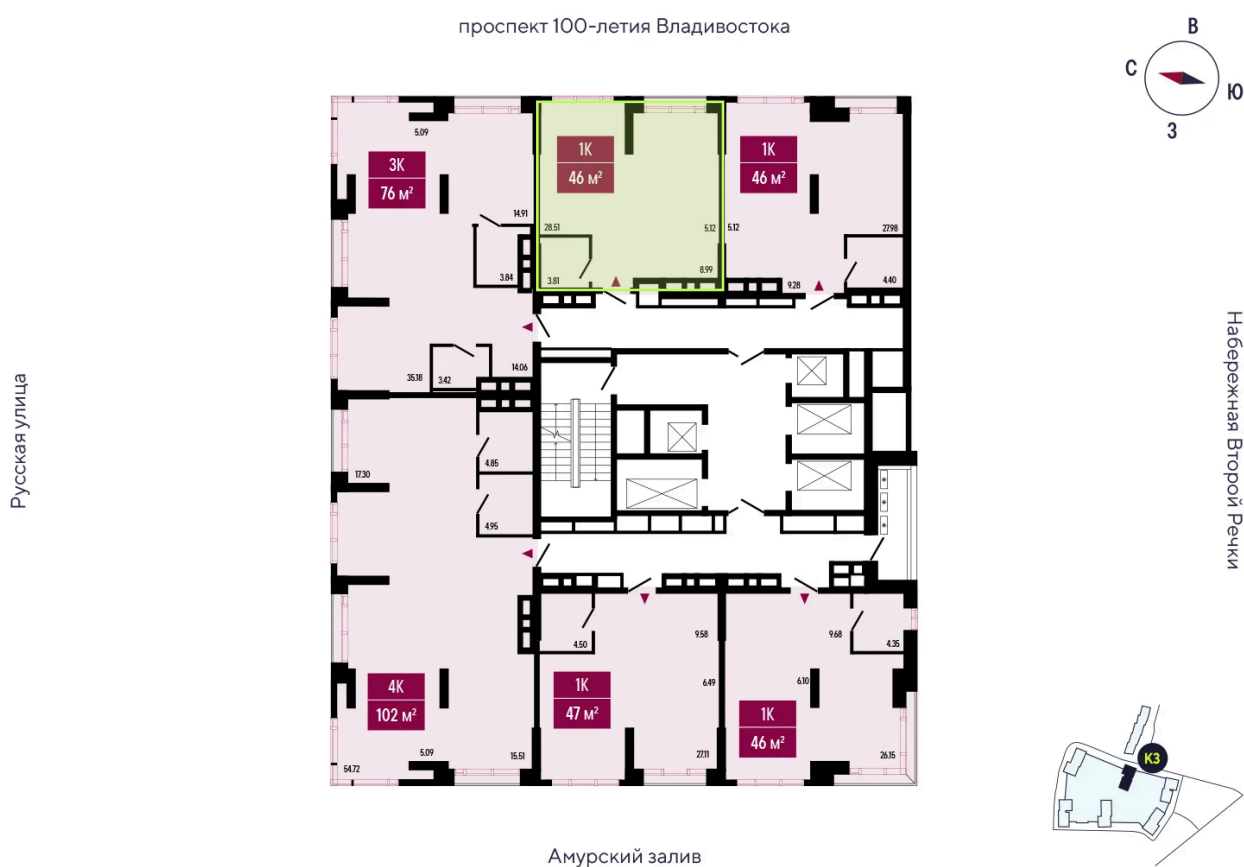 проспект 100-летия Владивостока
В
С
Ю
З
5.09
3К
76 м²
14.91
3.84
35.18
3.42
14.06
1К
46 м²
28.51
5.12
3.81
8.99
1К
46 м²
5.12
27.98
9.28
4.40
Русская улица
Набережная Второй Речки
17.30
4.85
4.95
4К
102 м²
5.09
54.72
15.51
4.50
9.58
1К
47 м²
6.49
27.11
9.68
4.35
6.10
1К
46 м²
26.15
К3
Амурский залив